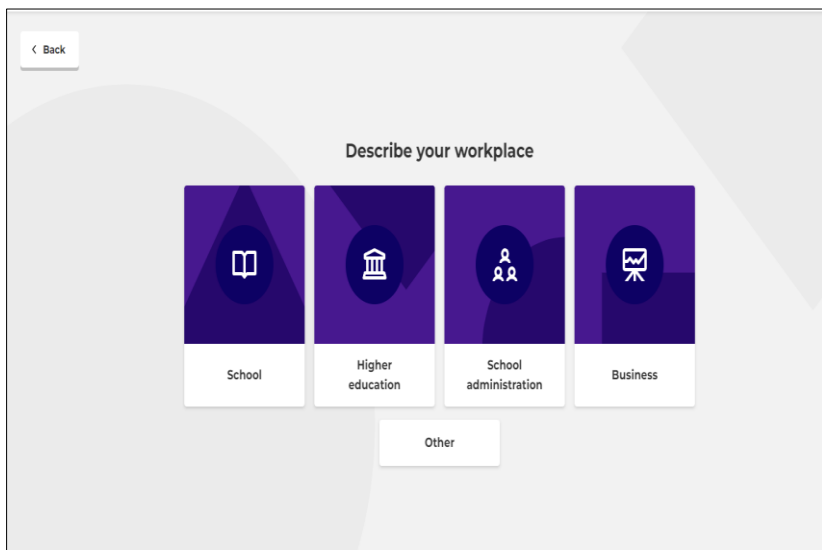 Back
Describe your workplace
School
Higher
education
School
administration
Business
Other